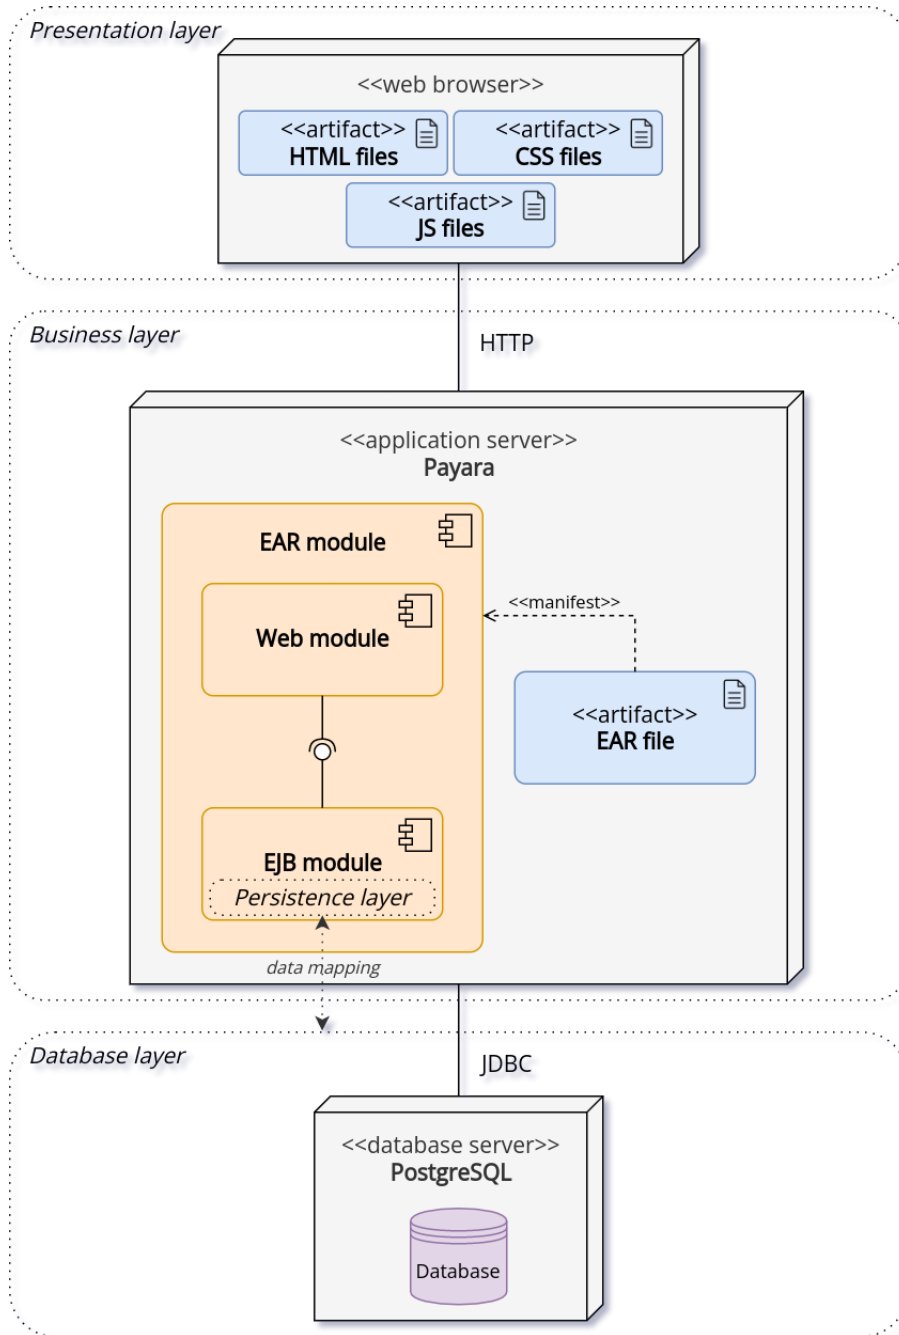 Presentation layer
<<web browser>>
<<artifact>>
HTML files
<<artifact>>
CSS files
<<artifact>>
JS files
Business layer
HTTP
<<application server>>
Payara
EAR module
<<manifest>>
Web module
<<artifact>>
EAR file
EJB module
Persistence layer
data mapping
Database layer
JDBC
<<database server>>
PostgreSQL
Database